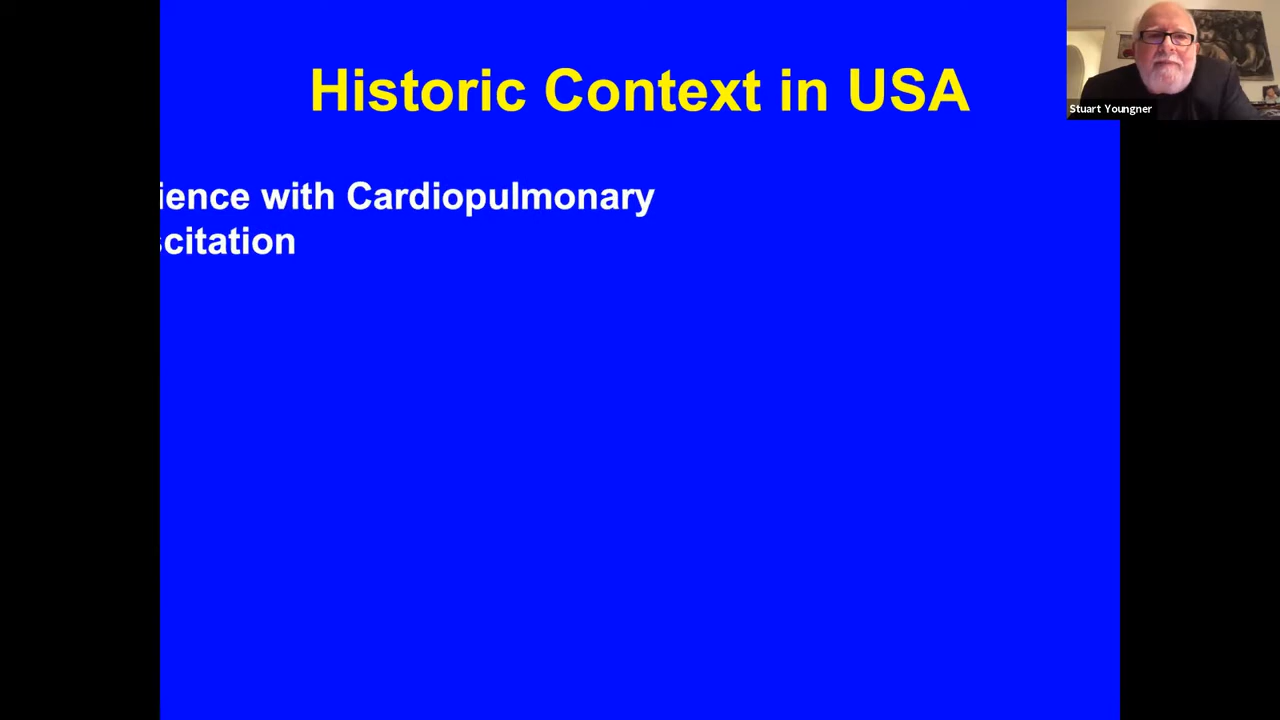 Historic Context in USA
Stuart Youngner
ience with Cardiopulmonary
scitation